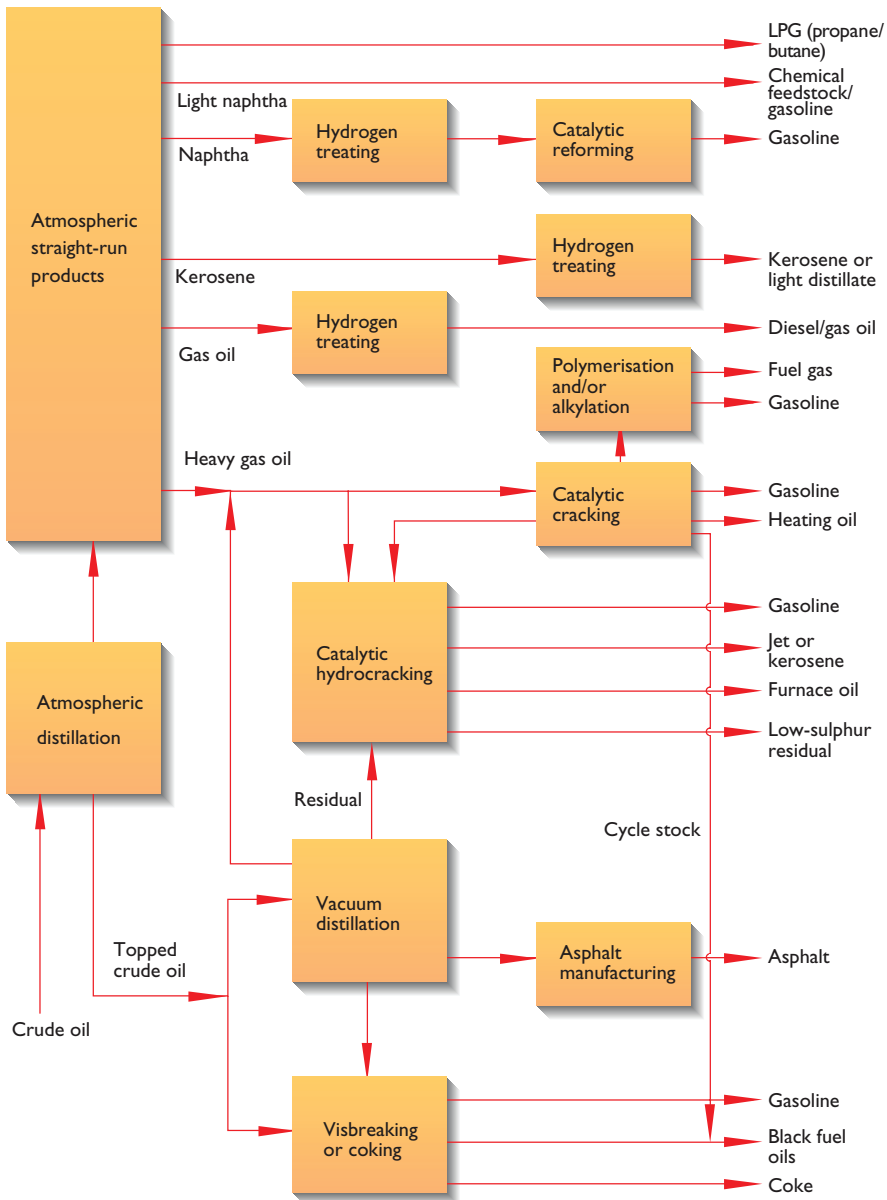 LPG (propane/
butane)
Chemical
feedstock/
gasoline
Light naphtha
Hydrogen
treating
Catalytic
reforming
Gasoline
Naphtha
Atmospheric
straight-run
products
Hydrogen
treating
Kerosene or
light distillate
Kerosene
Hydrogen
treating
Diesel/gas oil
Gas oil
Polymerisation
and/or
alkylation
Fuel gas
Gasoline
Heavy gas oil
Catalytic
cracking
Gasoline
Heating oil
Gasoline
Catalytic
hydrocracking
Jet or
kerosene
Furnace oil
Low-sulphur
residual
Atmospheric
distillation
Residual
Cycle stock
Vacuum
distillation
Topped
crude oil
Asphalt
manufacturing
Asphalt
Crude oil
Visbreaking
or coking
Gasoline
Black fuel
oils
Coke